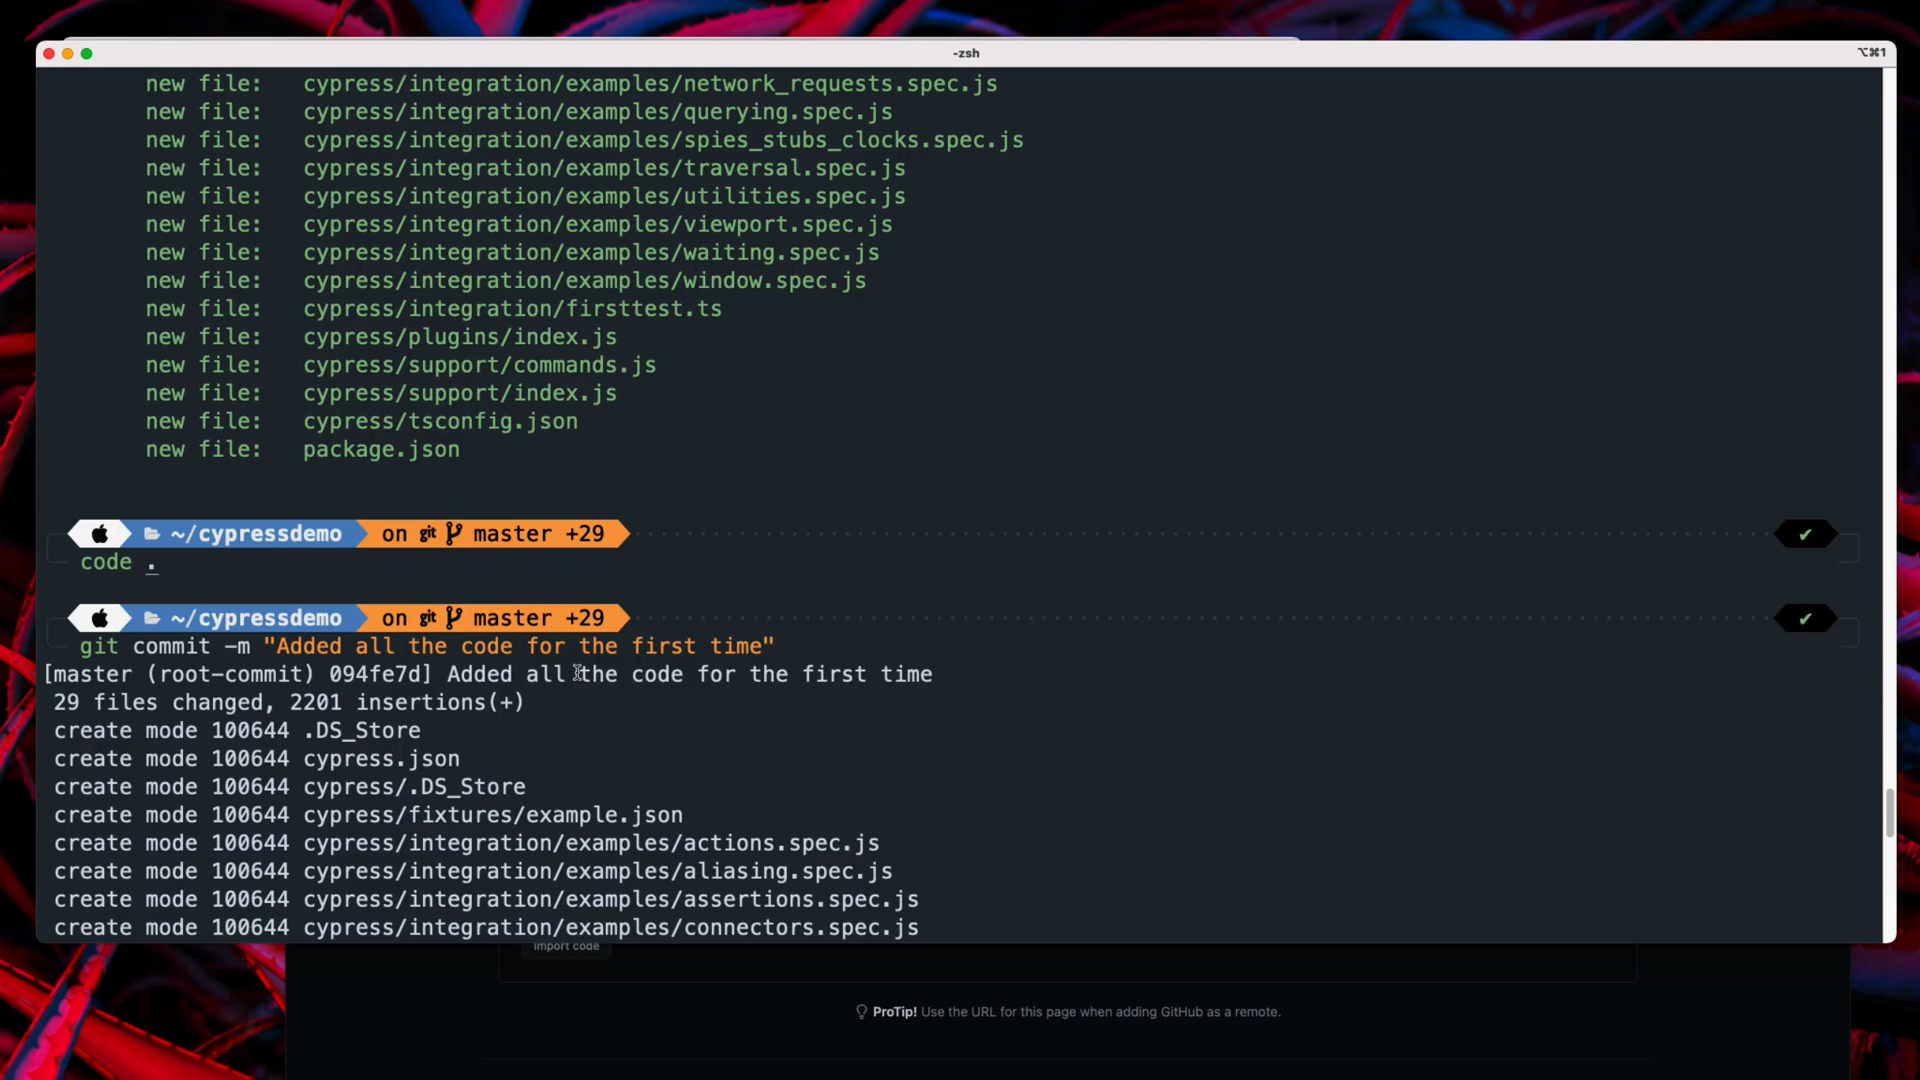 -zsh
⌥⌘1
new file: cypress/integration/examples/network_requests.spec.js
new file: cypress/integration/examples/querying.spec.js
new file: cypress/integration/examples/spies_stubs_clocks.spec.js
new file: cypress/integration/examples/traversal.spec.js
new file: cypress/integration/examples/utilities.spec.js
new file: cypress/integration/examples/viewport.spec.js
new file: cypress/integration/examples/waiting.spec.js
new file: cypress/integration/examples/window.spec.js
new file: cypress/integration/firsttest.ts
new file: cypress/plugins/index.js
new file: cypress/support/commands.js
new file: cypress/support/index.js
new file: cypress/tsconfig.json
new file: package.json
~/cypressdemo on git master +29 ✔
code .
~/cypressdemo on git master +29 ✔
git commit -m "Added all the code for the first time"
[master (root-commit) 094fe7d] Added all the code for the first time
29 files changed, 2201 insertions(+)
create mode 100644 .DS_Store
create mode 100644 cypress.json
create mode 100644 cypress/.DS_Store
create mode 100644 cypress/fixtures/example.json
create mode 100644 cypress/integration/examples/actions.spec.js
create mode 100644 cypress/integration/examples/aliasing.spec.js
create mode 100644 cypress/integration/examples/assertions.spec.js
create mode 100644 cypress/integration/examples/connectors.spec.js
Import code
ProTip! Use the URL for this page when adding GitHub as a remote.